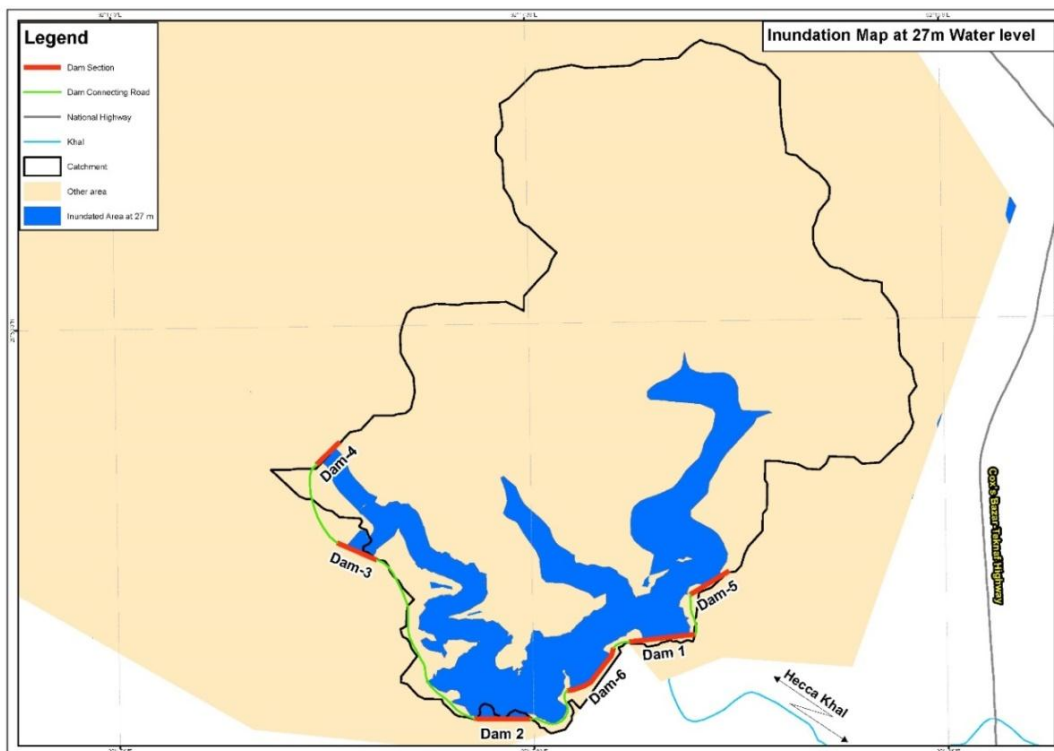 Legend
Dam Section
Dam Connecting Road
National Highway
Khal
Catchment
Other area
Inundated Area at 27 m
Inundation Map at 27m Water level
Dam-4
Dam-3
Dam-5
Dam 1
Dam-6
Dam 2
Hecca Khal
Cox's Bazar-Teknaf Highway